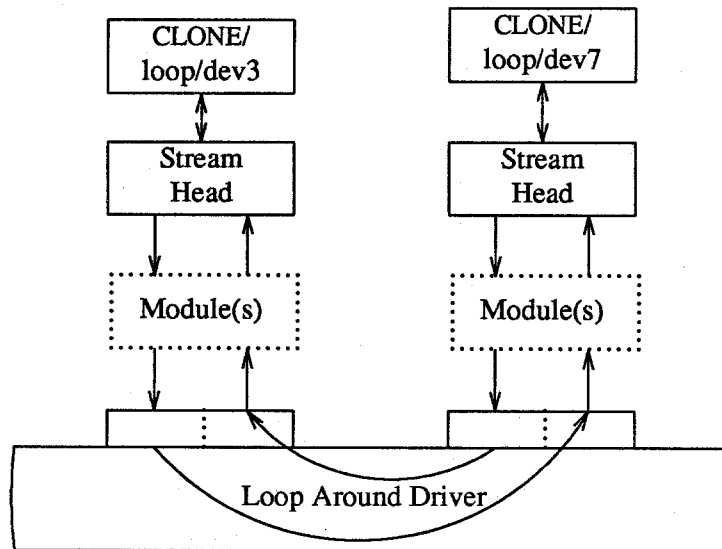 CLONE/
loop/dev3
CLONE/
loop/dev7
Stream
Head
Stream
Head
Module(s)
Module(s)
Loop Around Driver